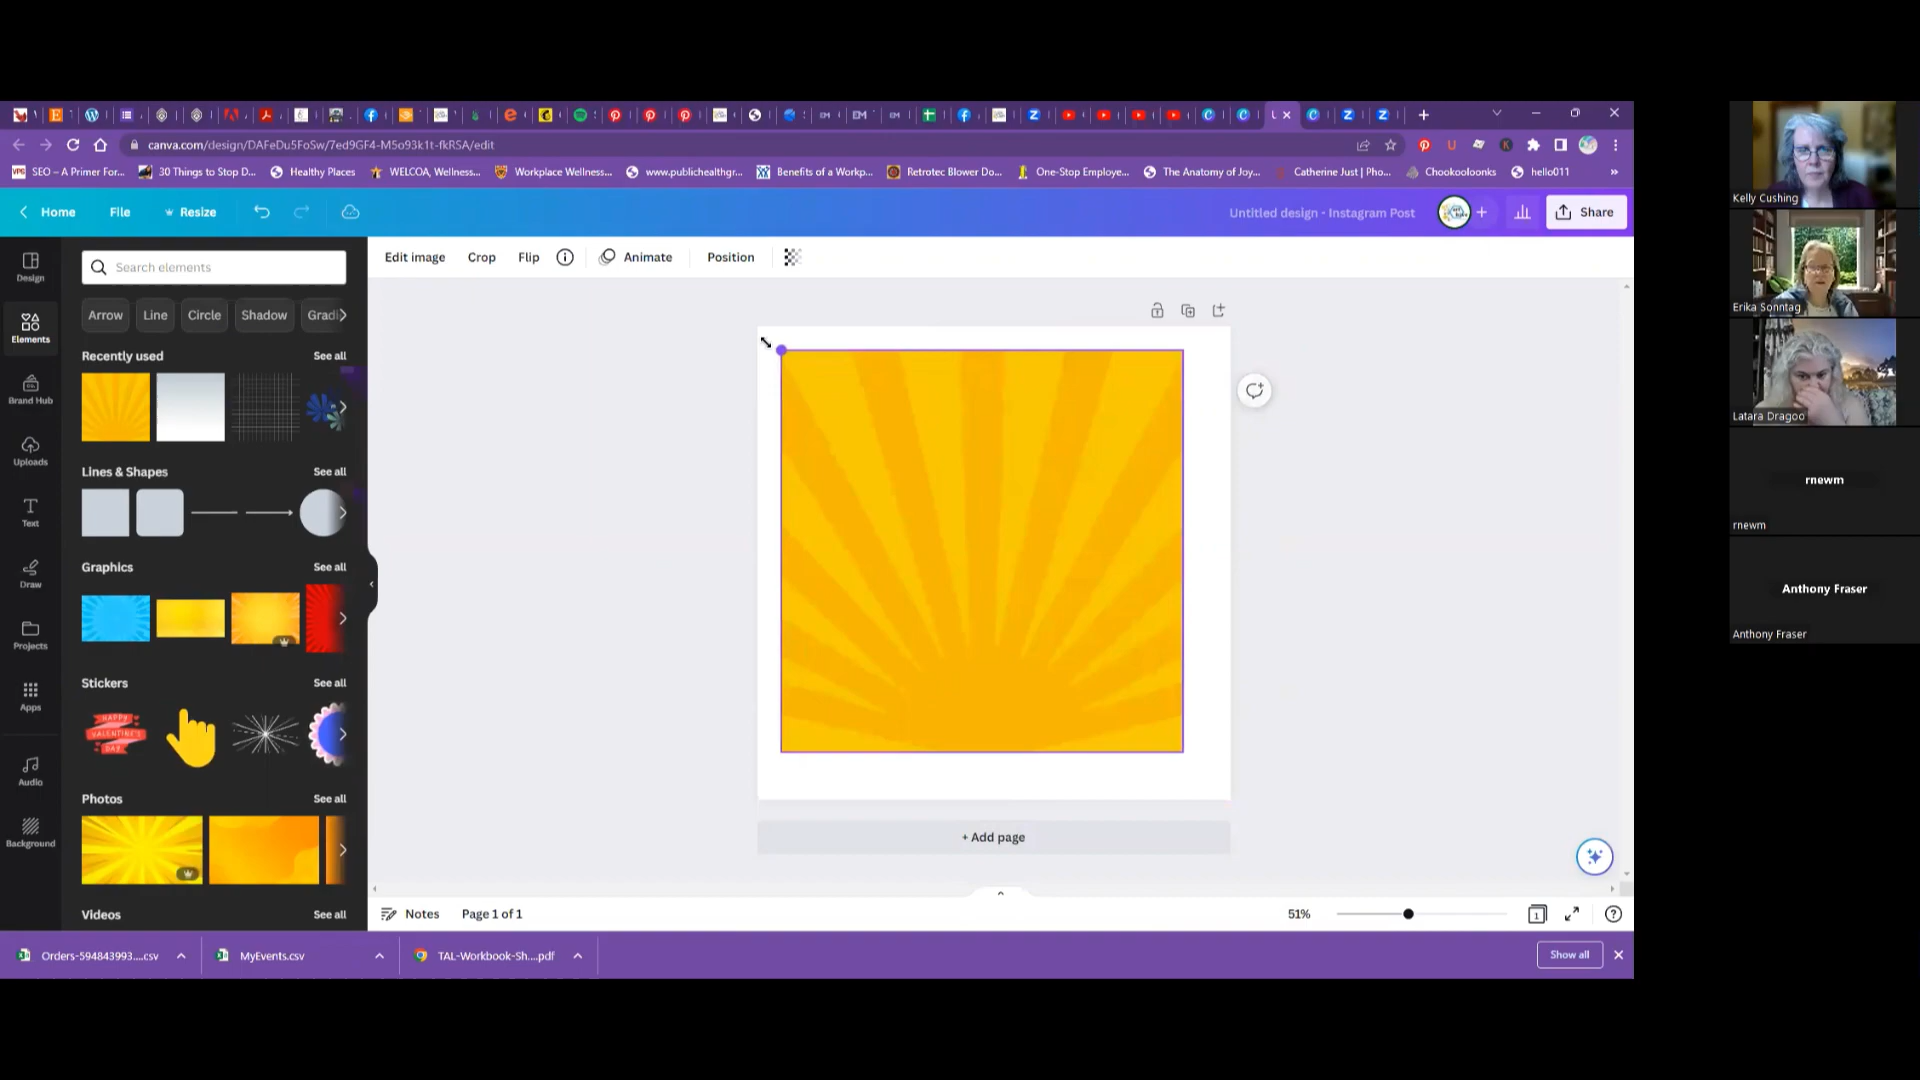 canva.com/design/DAFeDu5FoSw/7ed9GF4-M5o93k1t-fkRSA/edit
SEO – A Primer For...
30 Things to Stop D...
Healthy Places
WELCOA, Wellness...
Workplace Wellness...
www.publichealthgr...
Benefits of a Workp...
Retrotec Blower Do...
One-Stop Employe...
The Anatomy of Joy,...
Catherine Just | Pho...
Chookooloonks
hello011
Home
File
Resize
Untitled design - Instagram Post
Share
Edit image
Crop
Flip
Animate
Position
Design
Elements
Brand Hub
Uploads
Text
Draw
Projects
Apps
Audio
Background
Search elements
Arrow
Line
Circle
Shadow
Gradi
Recently used
See all
Lines & Shapes
See all
Graphics
See all
Stickers
See all
HAPPY
VALENTINE'S
DAY
Photos
See all
Videos
See all
+ Add page
Notes
Page 1 of 1
51%
1
Orders-594843993....csv
MyEvents.csv
TAL-Workbook-Sh....pdf
Show all
Kelly Cushing
Erika Sonntag
Latara Dragoo
rnewm
rnewm
Anthony Fraser
Anthony Fraser